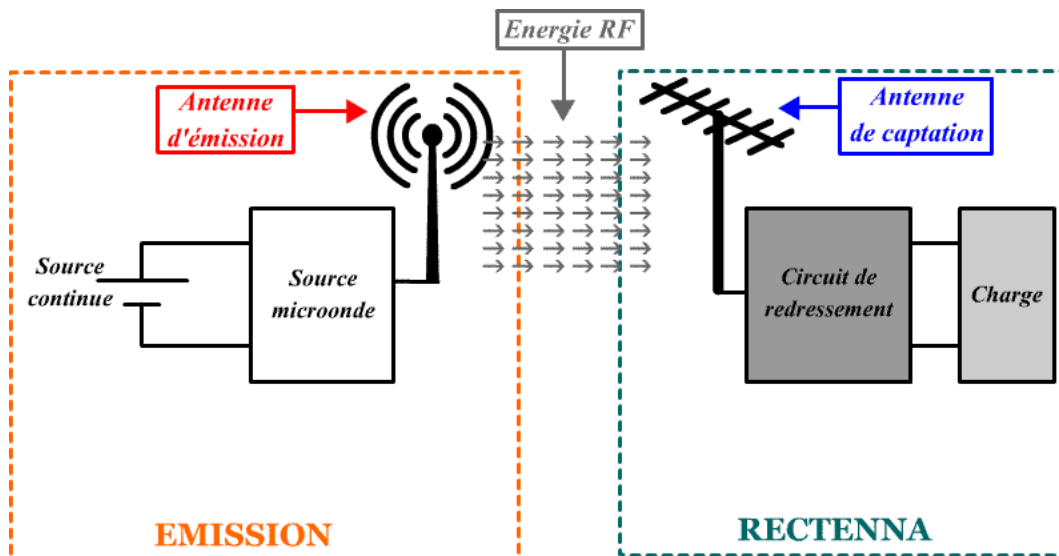 Energie RF
Antenne
d'émission
Antenne
de captation
Source
continue
Source
microonde
Circuit de
redressement
Charge
EMISSION
RECTENNA